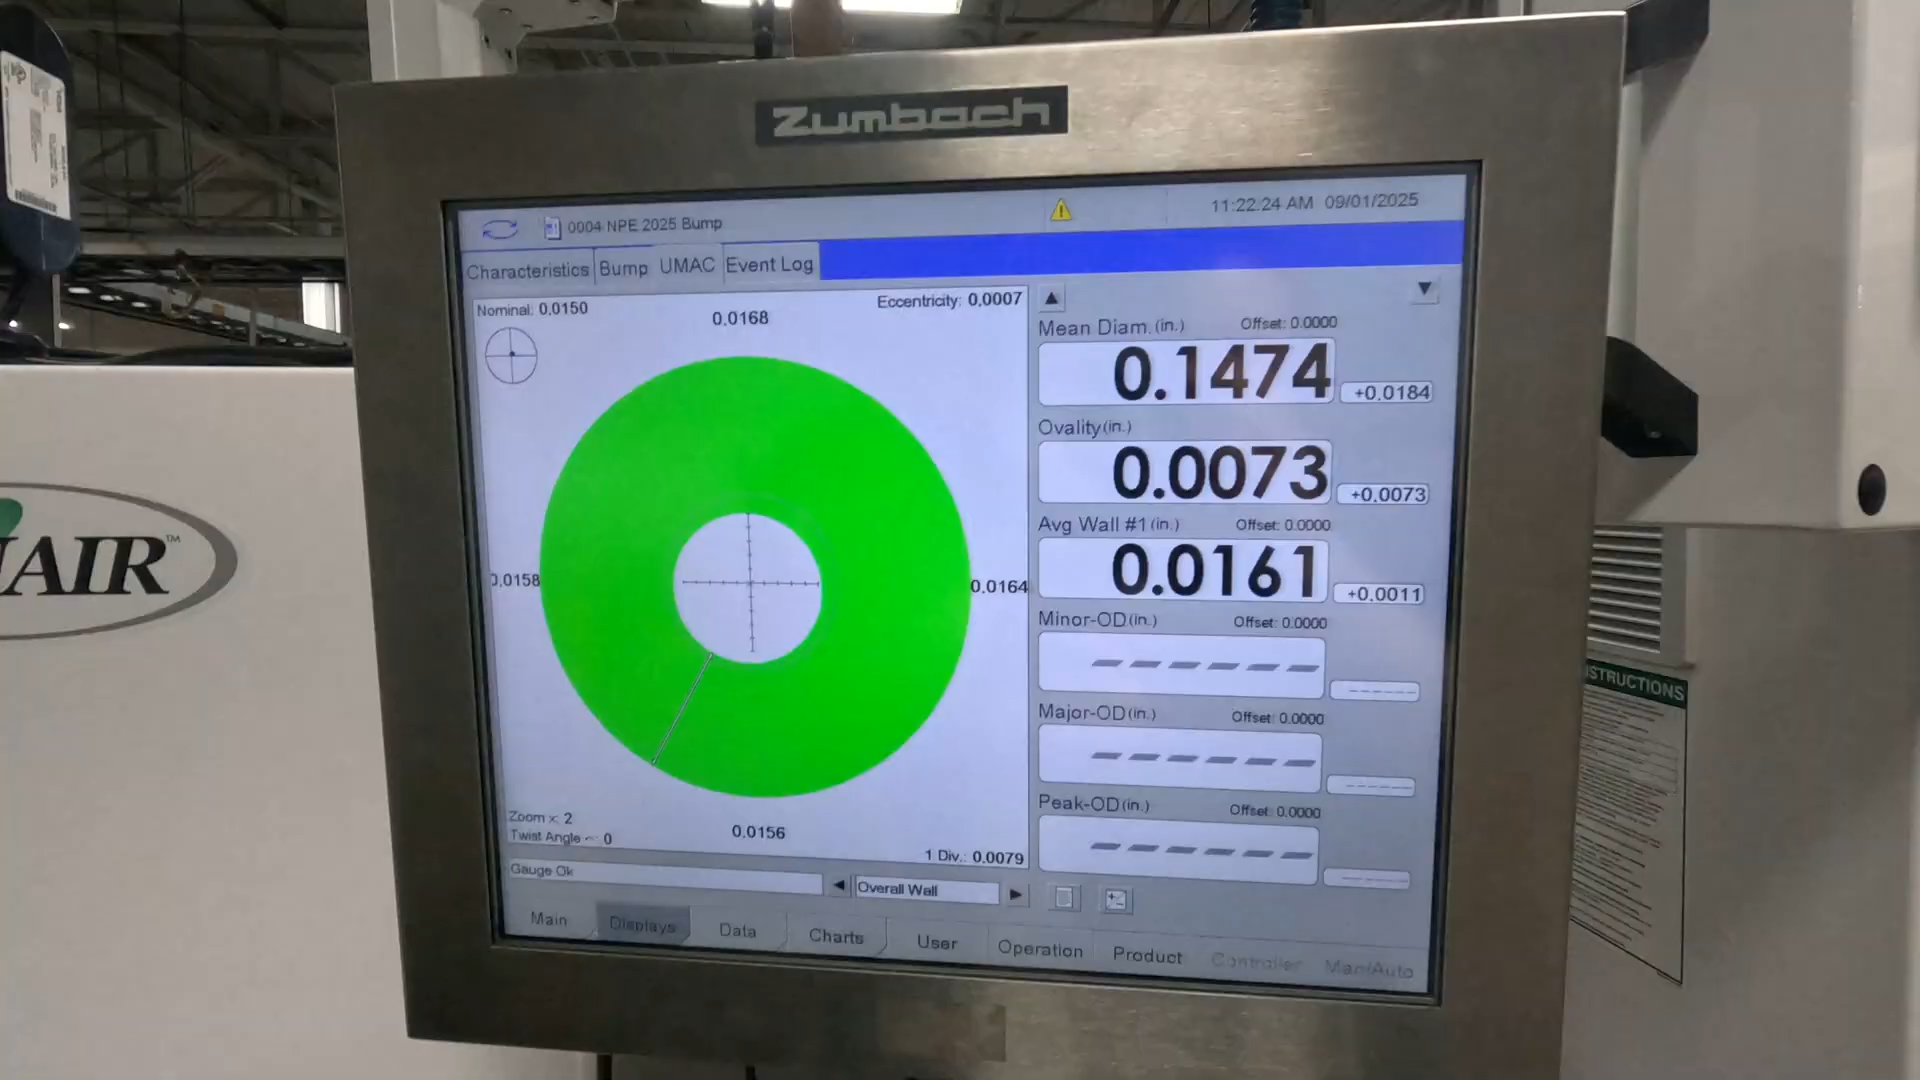 Zumbach
0004 NPE 2025 Bump
11:22.24 AM 09/01/2025
Characteristics Bump UMAC Event Log
Nominal: 0,0150
0,0168
Eccentricity: 0,0007
0,0158
0,0164
0,0156
Zoom x: 2
Twist Angle ~: 0
1 Div.: 0,0079
Mean Diam.(in.) Offset: 0.0000
0.1474 +0,0184
Ovality(in.)
0.0073 +0,0073
Avg Wall #1(in.) Offset: 0.0000
0.0161 +0,0011
Minor-OD(in.) Offset: 0.0000
------ ------
Major-OD(in.) Offset: 0.0000
------ ------
Peak-OD(in.) Offset: 0.0000
------ ------
Gauge Ok
Overall Wall
Main Displays Data Charts User Operation Product Controller Man/Auto
AIR™
STRUCTIONS